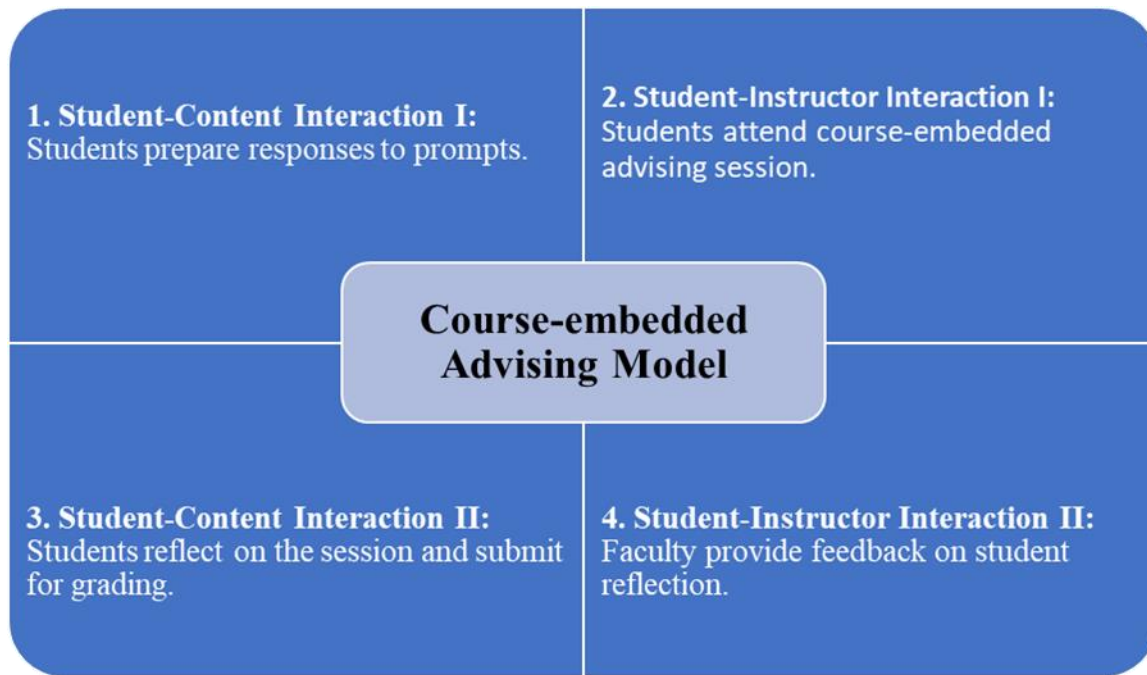 1. Student-Content Interaction I:
Students prepare responses to prompts.
2. Student-Instructor Interaction I:
Students attend course-embedded
advising session.
Course-embedded
Advising Model
3. Student-Content Interaction II:
Students reflect on the session and submit
for grading.
4. Student-Instructor Interaction II:
Faculty provide feedback on student
reflection.